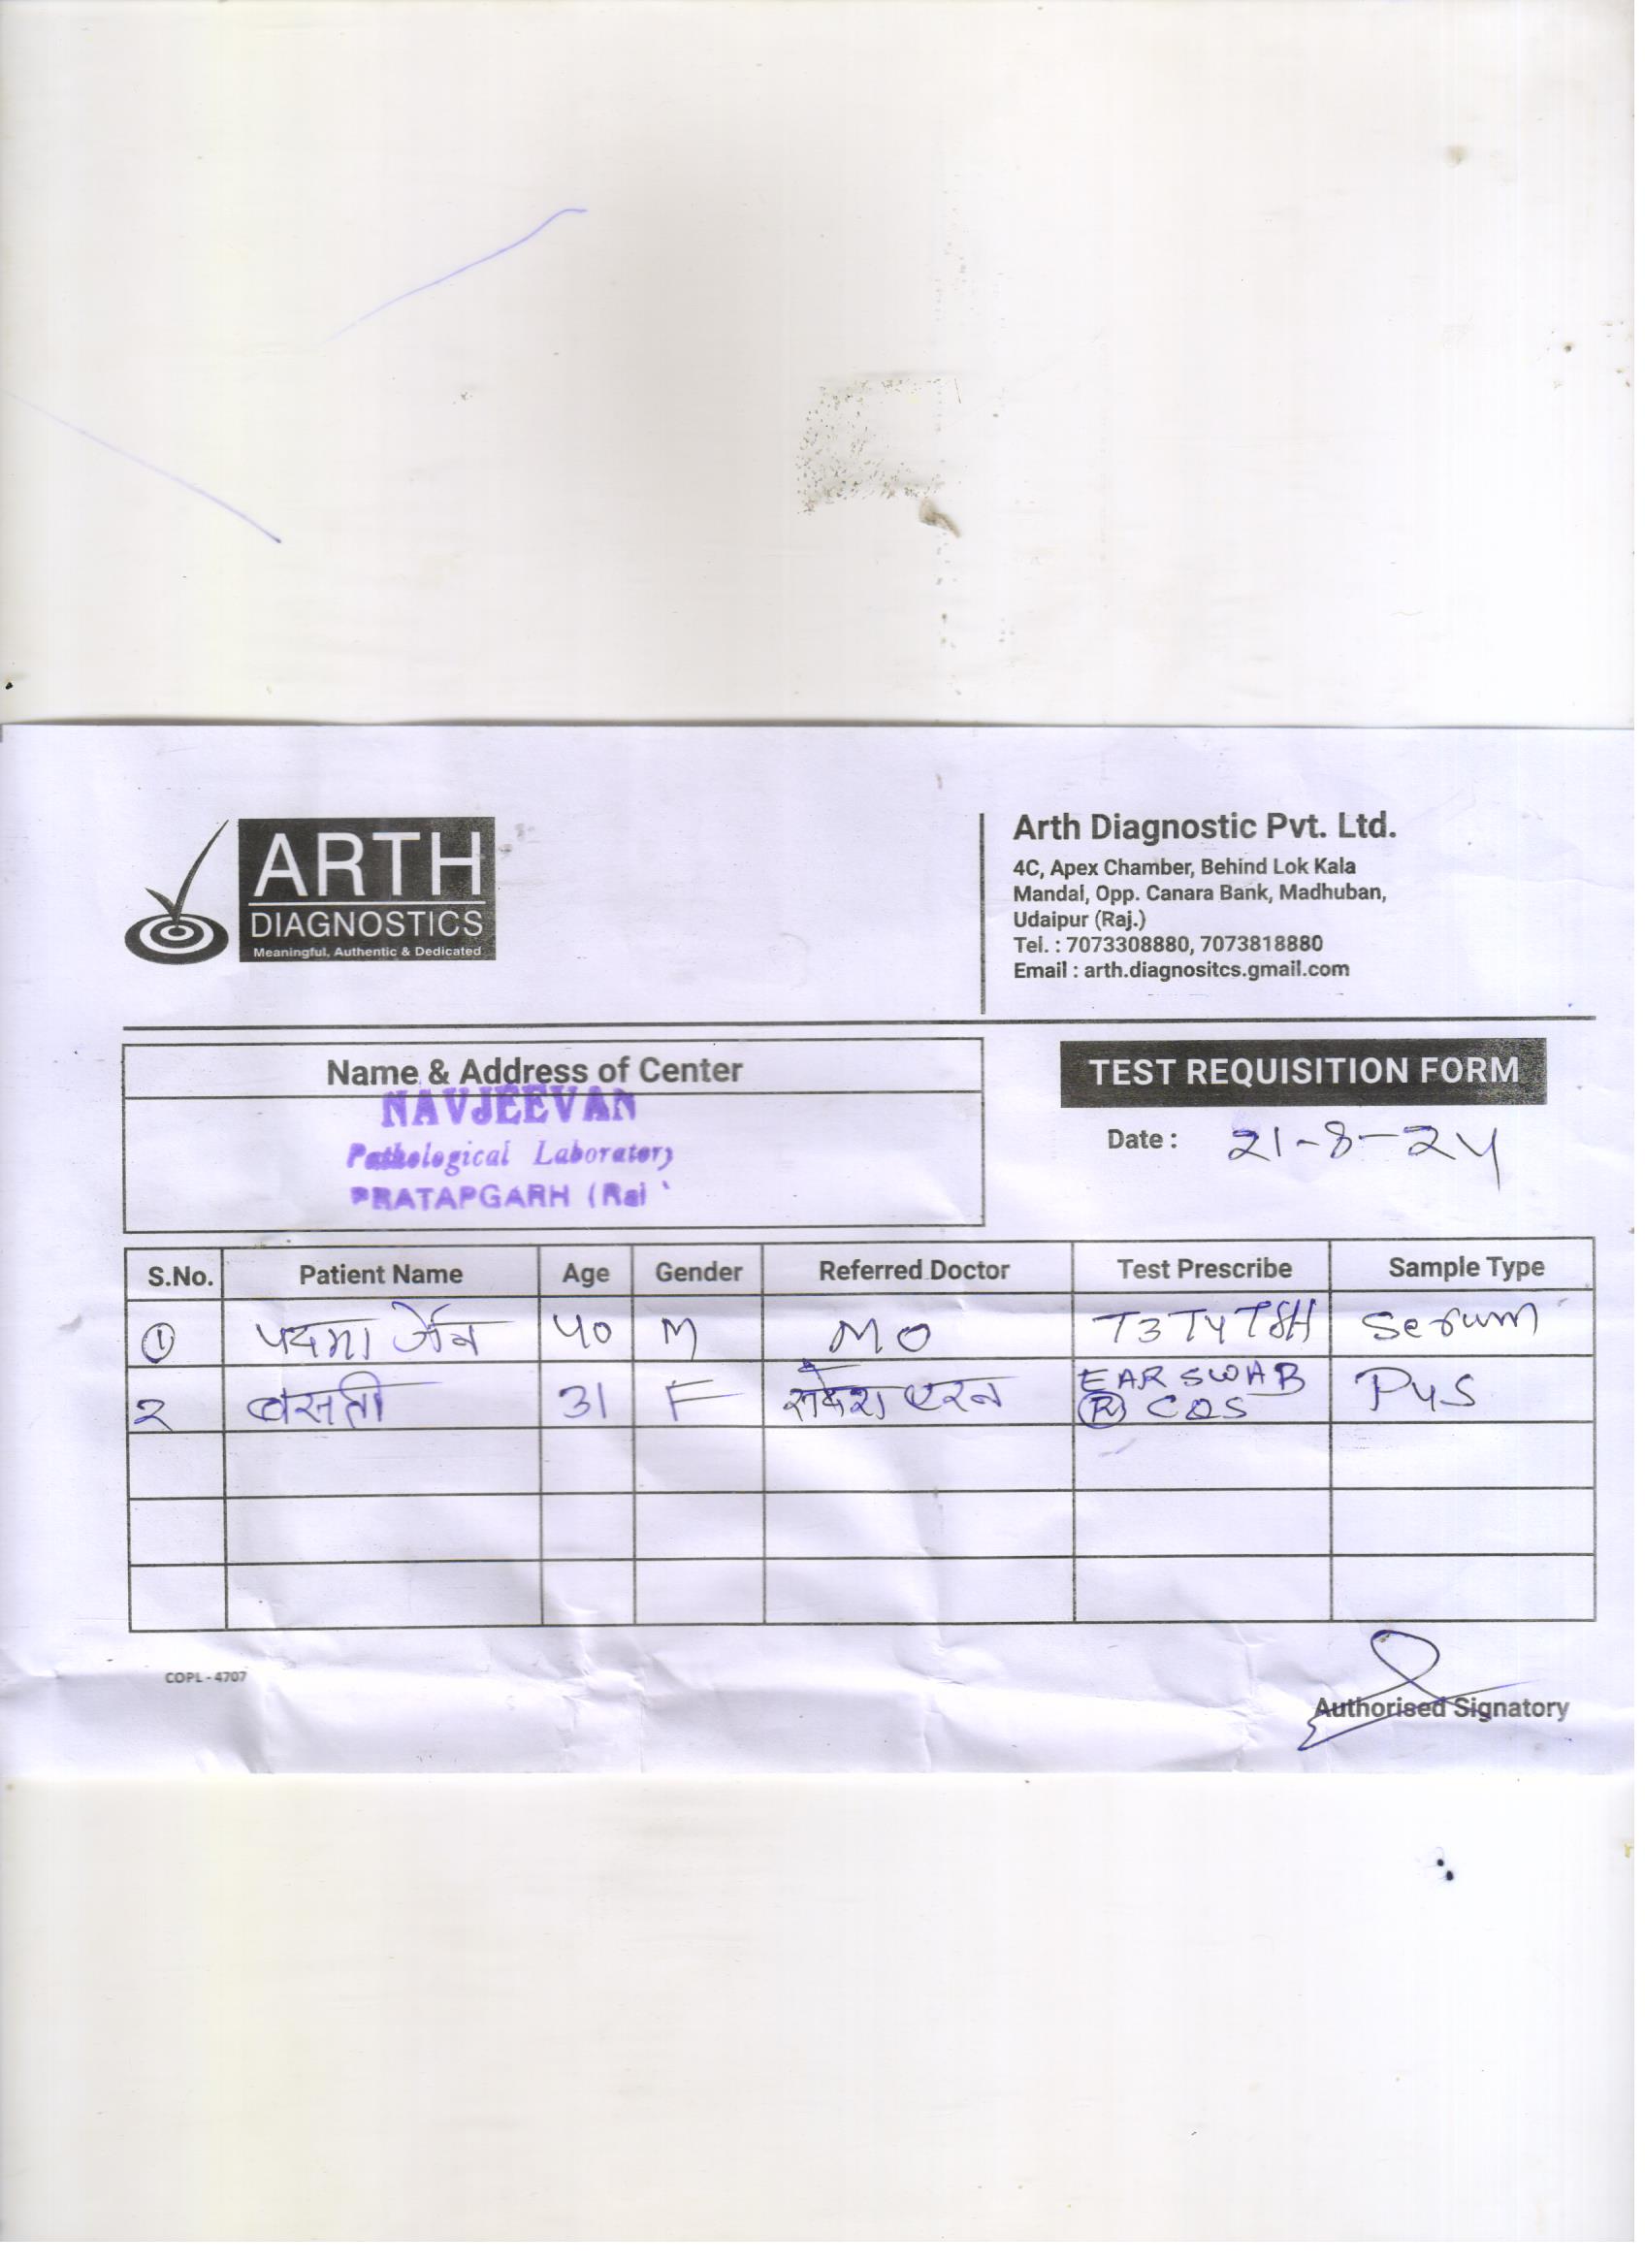 ARTH
DIAGNOSTICS
Meaningful, Authentic & Dedicated
Arth Diagnostic Pvt. Ltd.
4C, Apex Chamber, Behind Lok Kala
Mandal, Opp. Canara Bank, Madhuban,
Udaipur (Raj.)
Tel. : 7073308880, 7073818880
Email : arth.diagnositcs.gmail.com
Name & Address of Center
NAVJEEVAN
Pathological Laboratory
PRATAPGARH (Raj
TEST REQUISITION FORM
Date : 21-8-24
S.No. Patient Name Age Gender Referred Doctor Test Prescribe Sample Type
1 पदमा जैन 40 M MO T3 T4 TSH Serum
2 बसन्ती 31 F EAR SWAB Pus
R C&S
COPL - 4707
Authorised Signatory